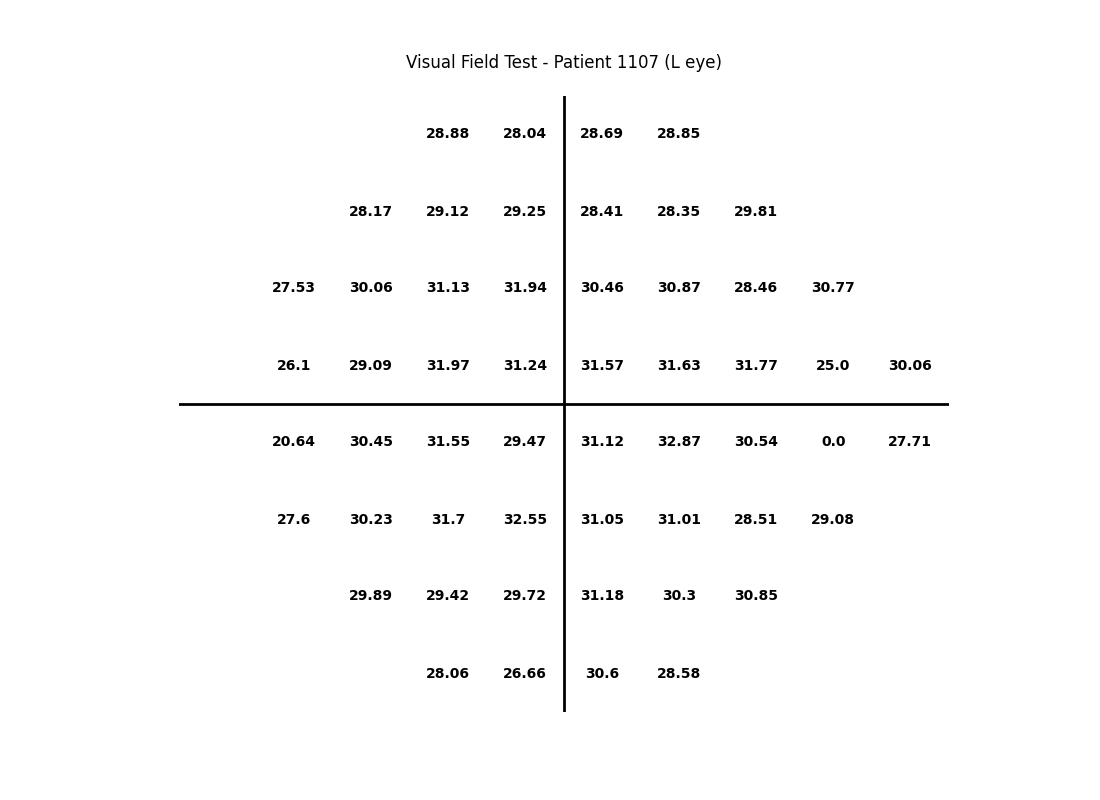 Visual Field Test - Patient 1107 (L eye)
28.88 28.04 28.69 28.85
28.17 29.12 29.25 28.41 28.35 29.81
27.53 30.06 31.13 31.94 30.46 30.87 28.46 30.77
26.1 29.09 31.97 31.24 31.57 31.63 31.77 25.0 30.06
20.64 30.45 31.55 29.47 31.12 32.87 30.54 0.0 27.71
27.6 30.23 31.7 32.55 31.05 31.01 28.51 29.08
29.89 29.42 29.72 31.18 30.3 30.85
28.06 26.66 30.6 28.58